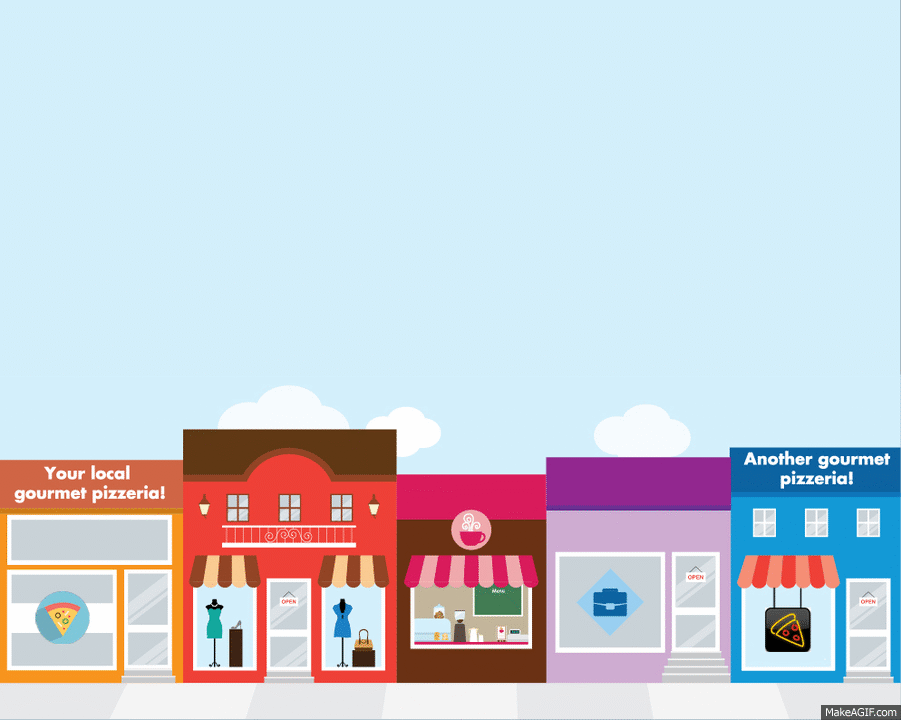 Your local
gourmet pizzeria!
Another gourmet
pizzeria!
OPEN
Menu
OPEN
OPEN
MakeAGIF.com